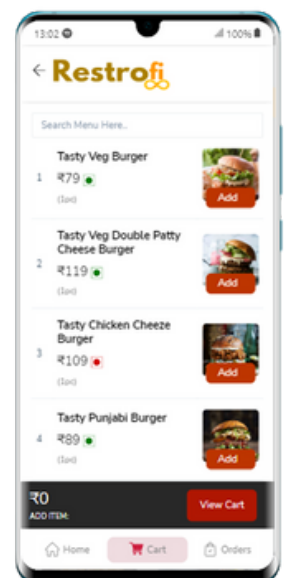 13:02
100%
Restrofi
Search Menu Here..
Tasty Veg Burger
1
₹79
(1pc)
Add
Tasty Veg Double Patty
Cheese Burger
2
₹119
(1pc)
Add
Tasty Chicken Cheeze
Burger
3
₹109
(1pc)
Add
Tasty Punjabi Burger
4
₹89
(1pc)
Add
₹0
ADD ITEM:
View Cart
Home
Cart
Orders